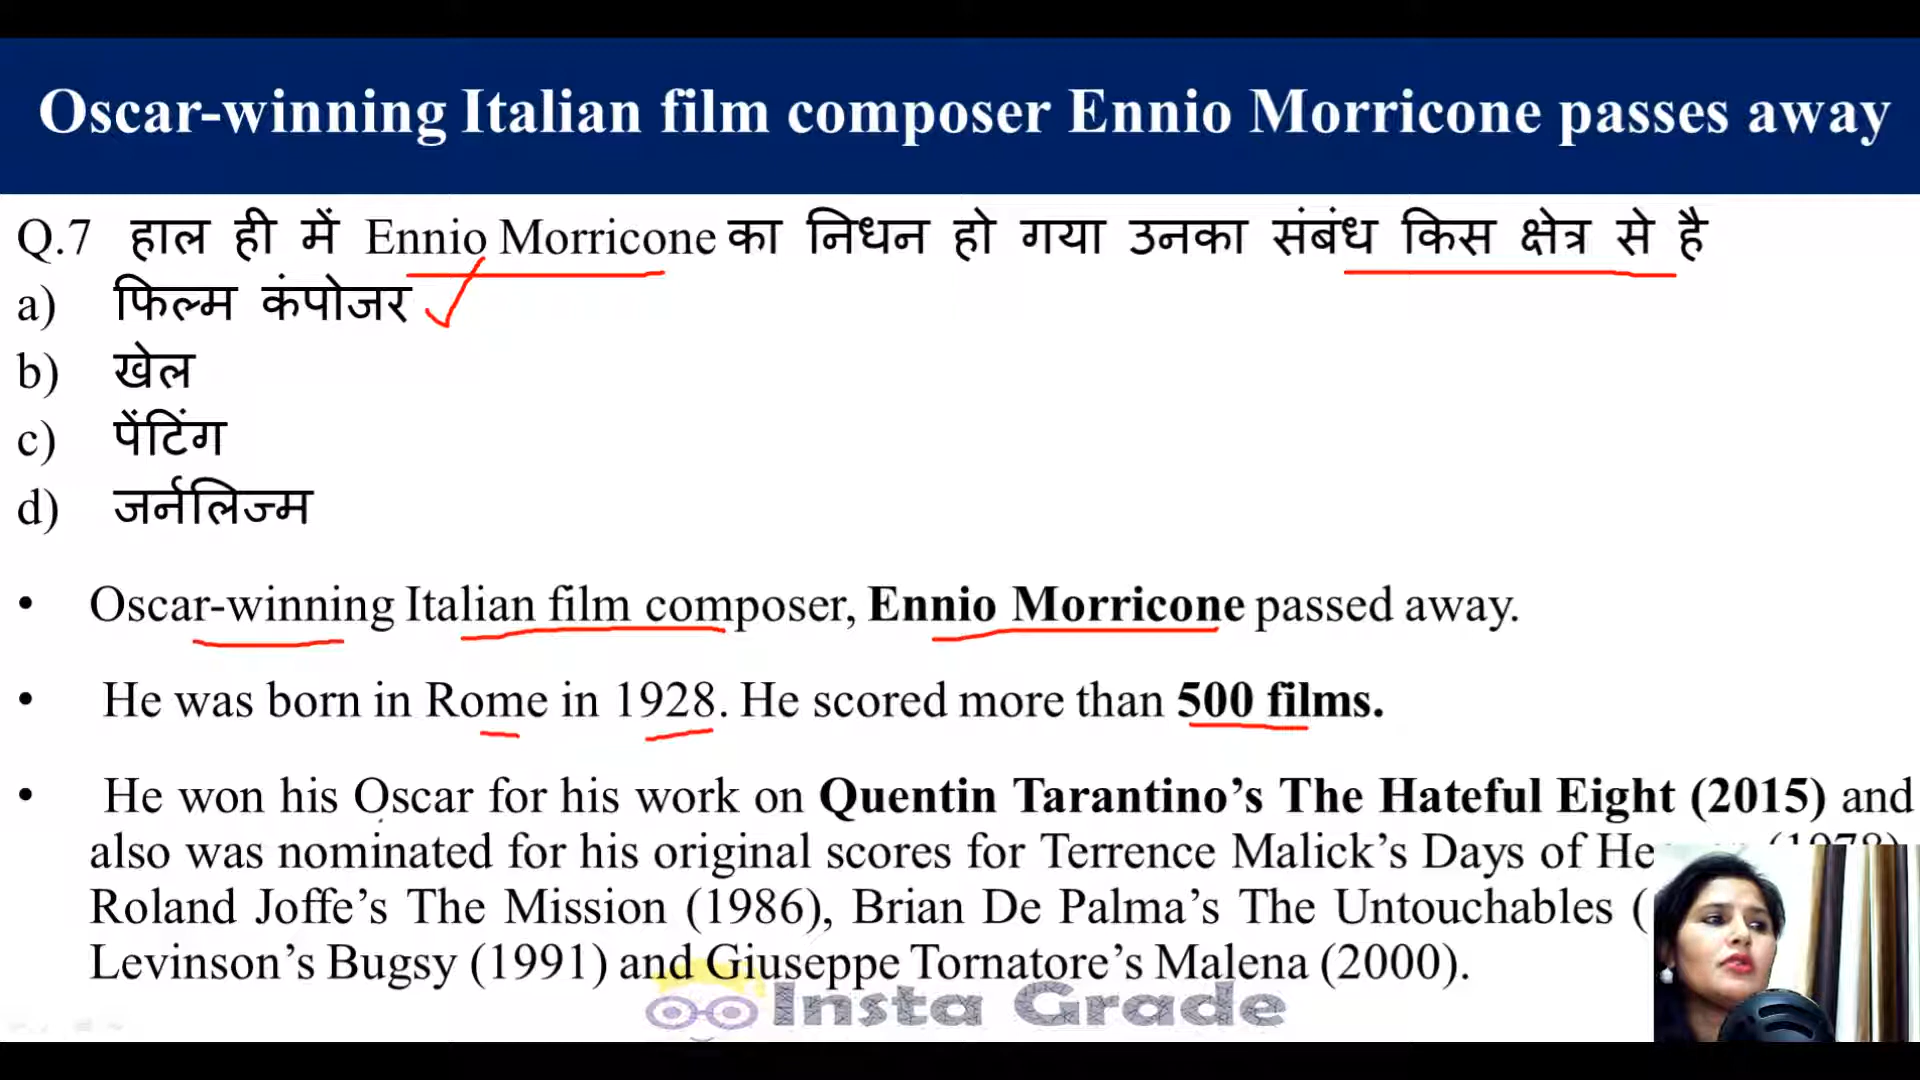 Oscar-winning Italian film composer Ennio Morricone passes away
Q.7 हाल ही में Ennio Morricone का निधन हो गया उनका संबंध किस क्षेत्र से है
a) फिल्म कंपोजर
b) खेल
c) पेंटिंग
d) जर्नलिज्म
• Oscar-winning Italian film composer, Ennio Morricone passed away.
• He was born in Rome in 1928. He scored more than 500 films.
• He won his Oscar for his work on Quentin Tarantino’s The Hateful Eight (2015) and
also was nominated for his original scores for Terrence Malick’s Days of
Roland Joffe’s The Mission (1986), Brian De Palma’s The Untouchables (
Levinson’s Bugsy (1991) and Giuseppe Tornatore’s Malena (2000).
Insta Grade